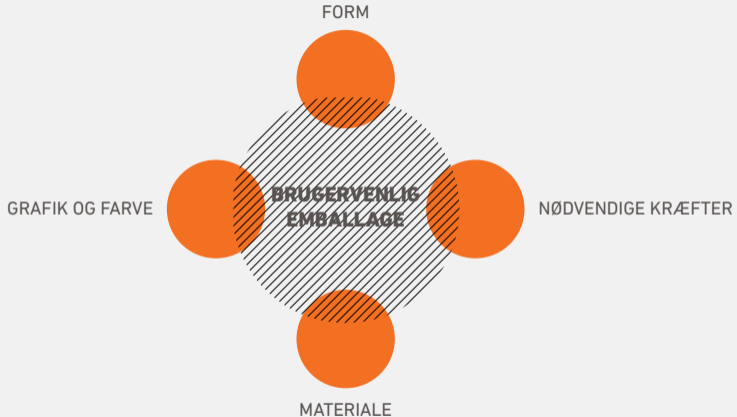 FORM
GRAFIK OG FARVE
BRUGERVENLIG
EMBALLAGE
NØDVENDIGE KRÆFTER
MATERIALE